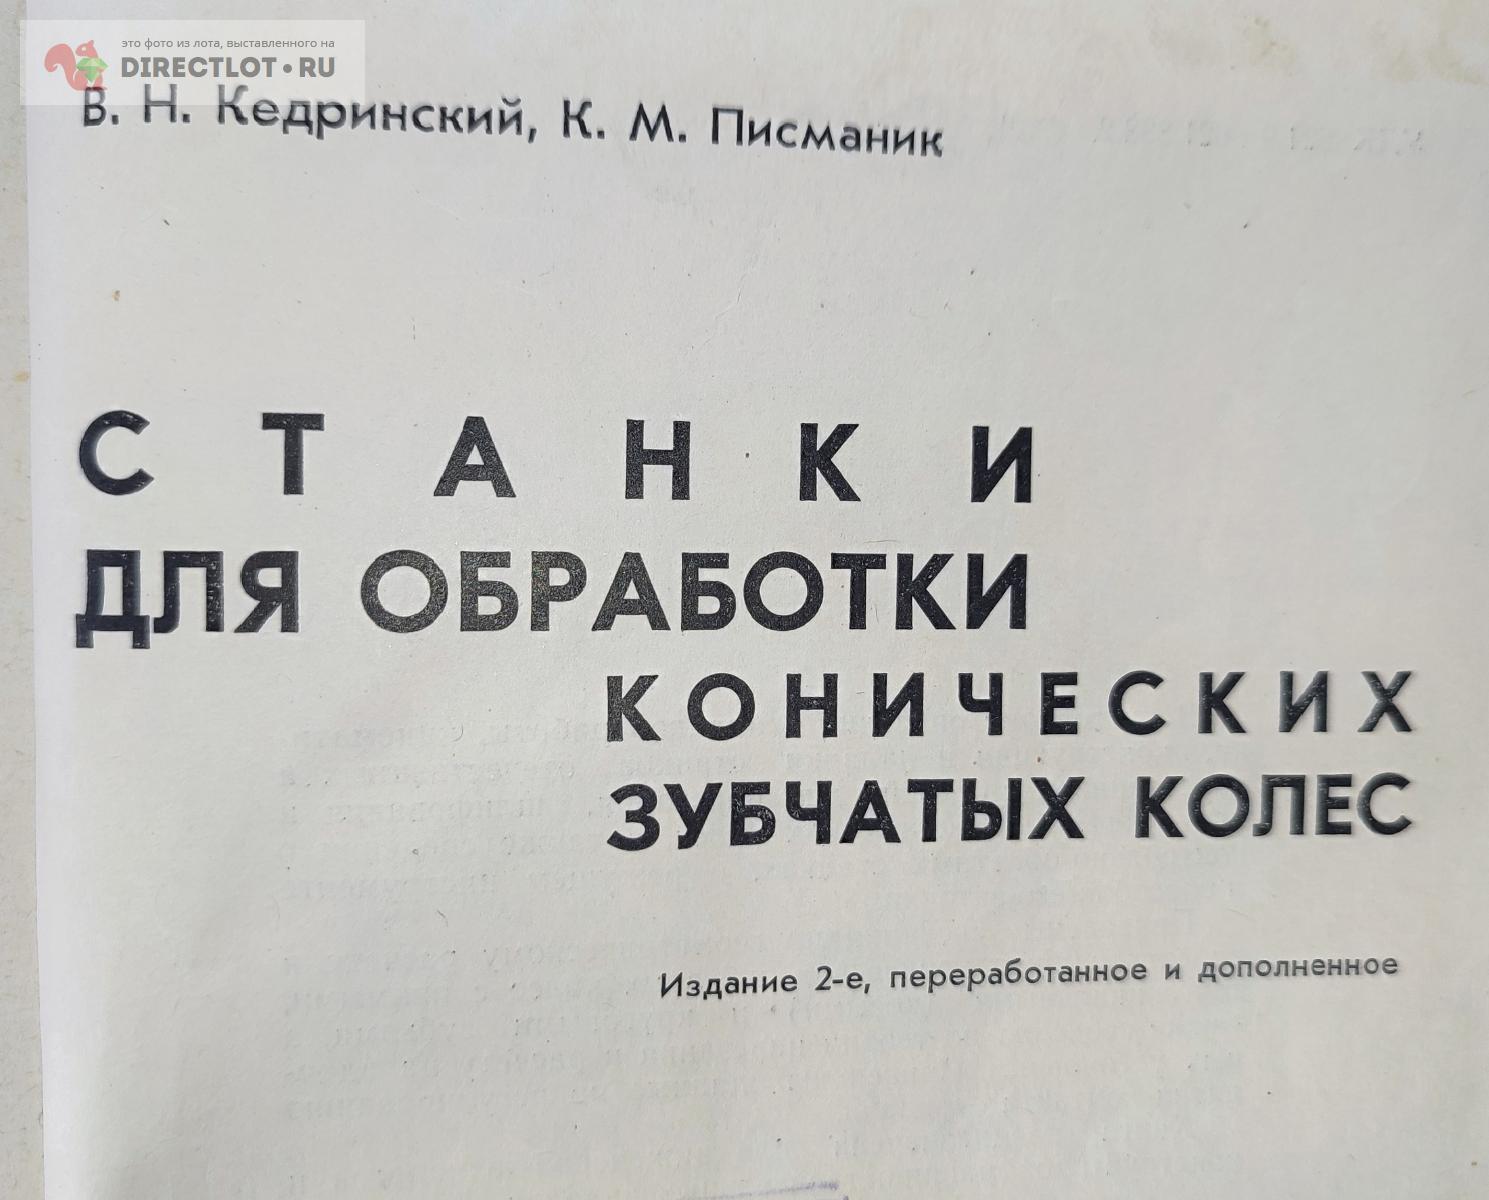 это фото из лота, выставленного на
DIRECTLOT.RU
В. Н. Кедринский, К. М. Писманик
СТАНКИ
ДЛЯ ОБРАБОТКИ
КОНИЧЕСКИХ
ЗУБЧАТЫХ КОЛЕС
Издание 2-е, переработанное и дополненное